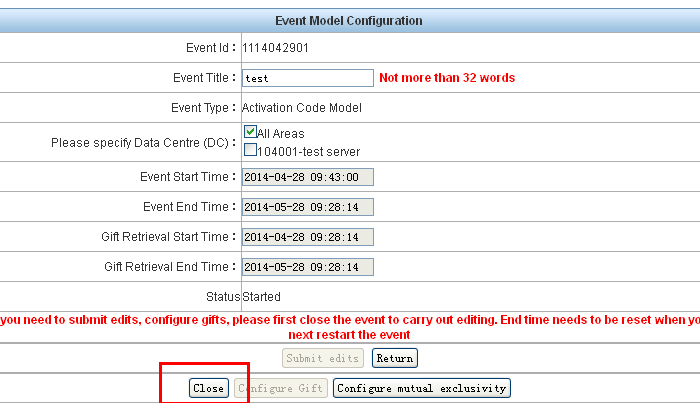 Event Model Configuration
Event Id： 1114042901
Event Title： test Not more than 32 words
Event Type： Activation Code Model
Please specify Data Centre (DC)： All Areas
104001-test server
Event Start Time： 2014-04-28 09:43:00
Event End Time： 2014-05-28 09:28:14
Gift Retrieval Start Time： 2014-04-28 09:28:14
Gift Retrieval End Time： 2014-05-28 09:28:14
Status Started
you need to submit edits, configure gifts, please first close the event to carry out editing. End time needs to be reset when yo
next restart the event
Submit edits Return
Close Configure Gift Configure mutual exclusivity